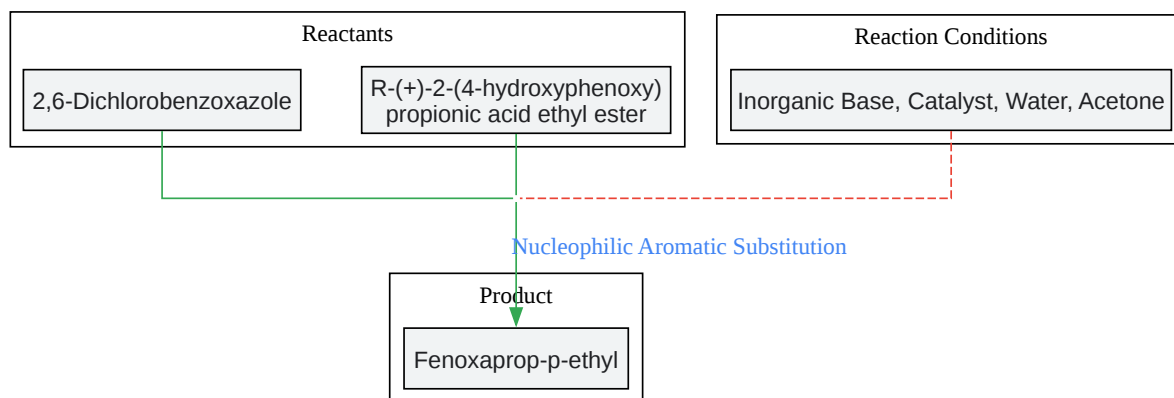 Reactants
Reaction Conditions
2,6-Dichlorobenzoxazole
R-(+)-2-(4-hydroxyphenoxy)
propionic acid ethyl ester
Inorganic Base, Catalyst, Water, Acetone
Nucleophilic Aromatic Substitution
Product
Fenoxaprop-p-ethyl